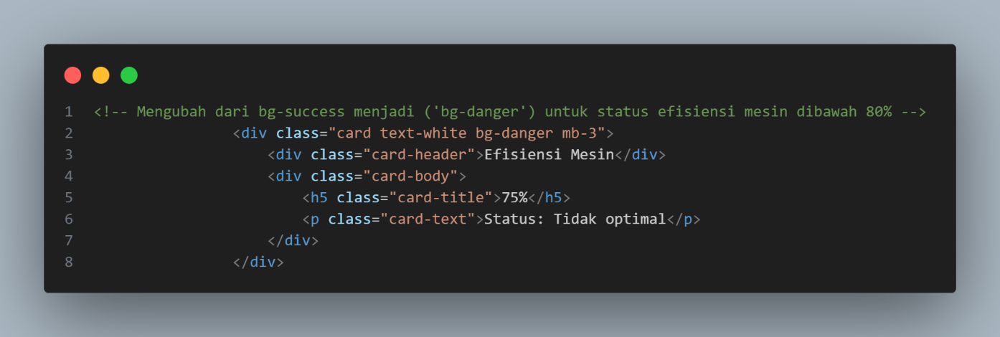 1 <!-- Mengubah dari bg-success menjadi ('bg-danger') untuk status efisiensi mesin dibawah 80% -->
2                 <div class="card text-white bg-danger mb-3">
3                     <div class="card-header">Efisiensi Mesin</div>
4                     <div class="card-body">
5                         <h5 class="card-title">75%</h5>
6                         <p class="card-text">Status: Tidak optimal</p>
7                     </div>
8                 </div>